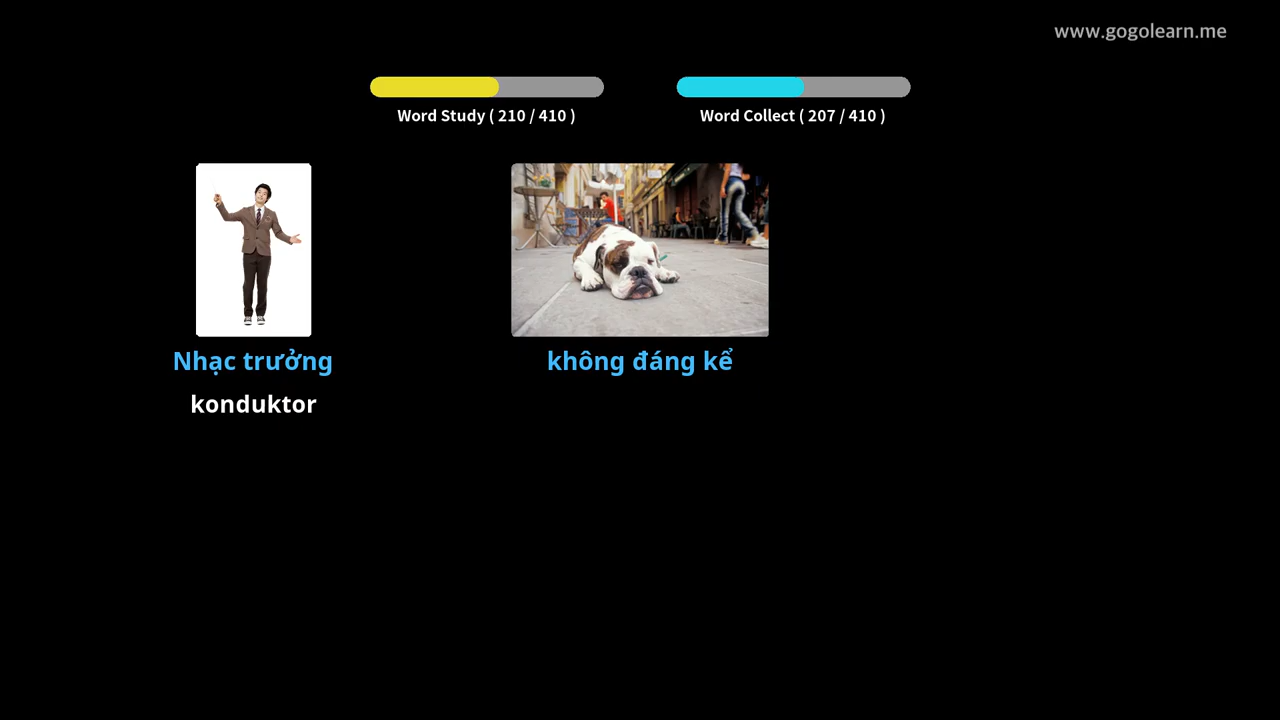 www.gogolearn.me
Word Study ( 210 / 410 )
Word Collect ( 207 / 410 )
Nhạc trưởng
konduktor
không đáng kể